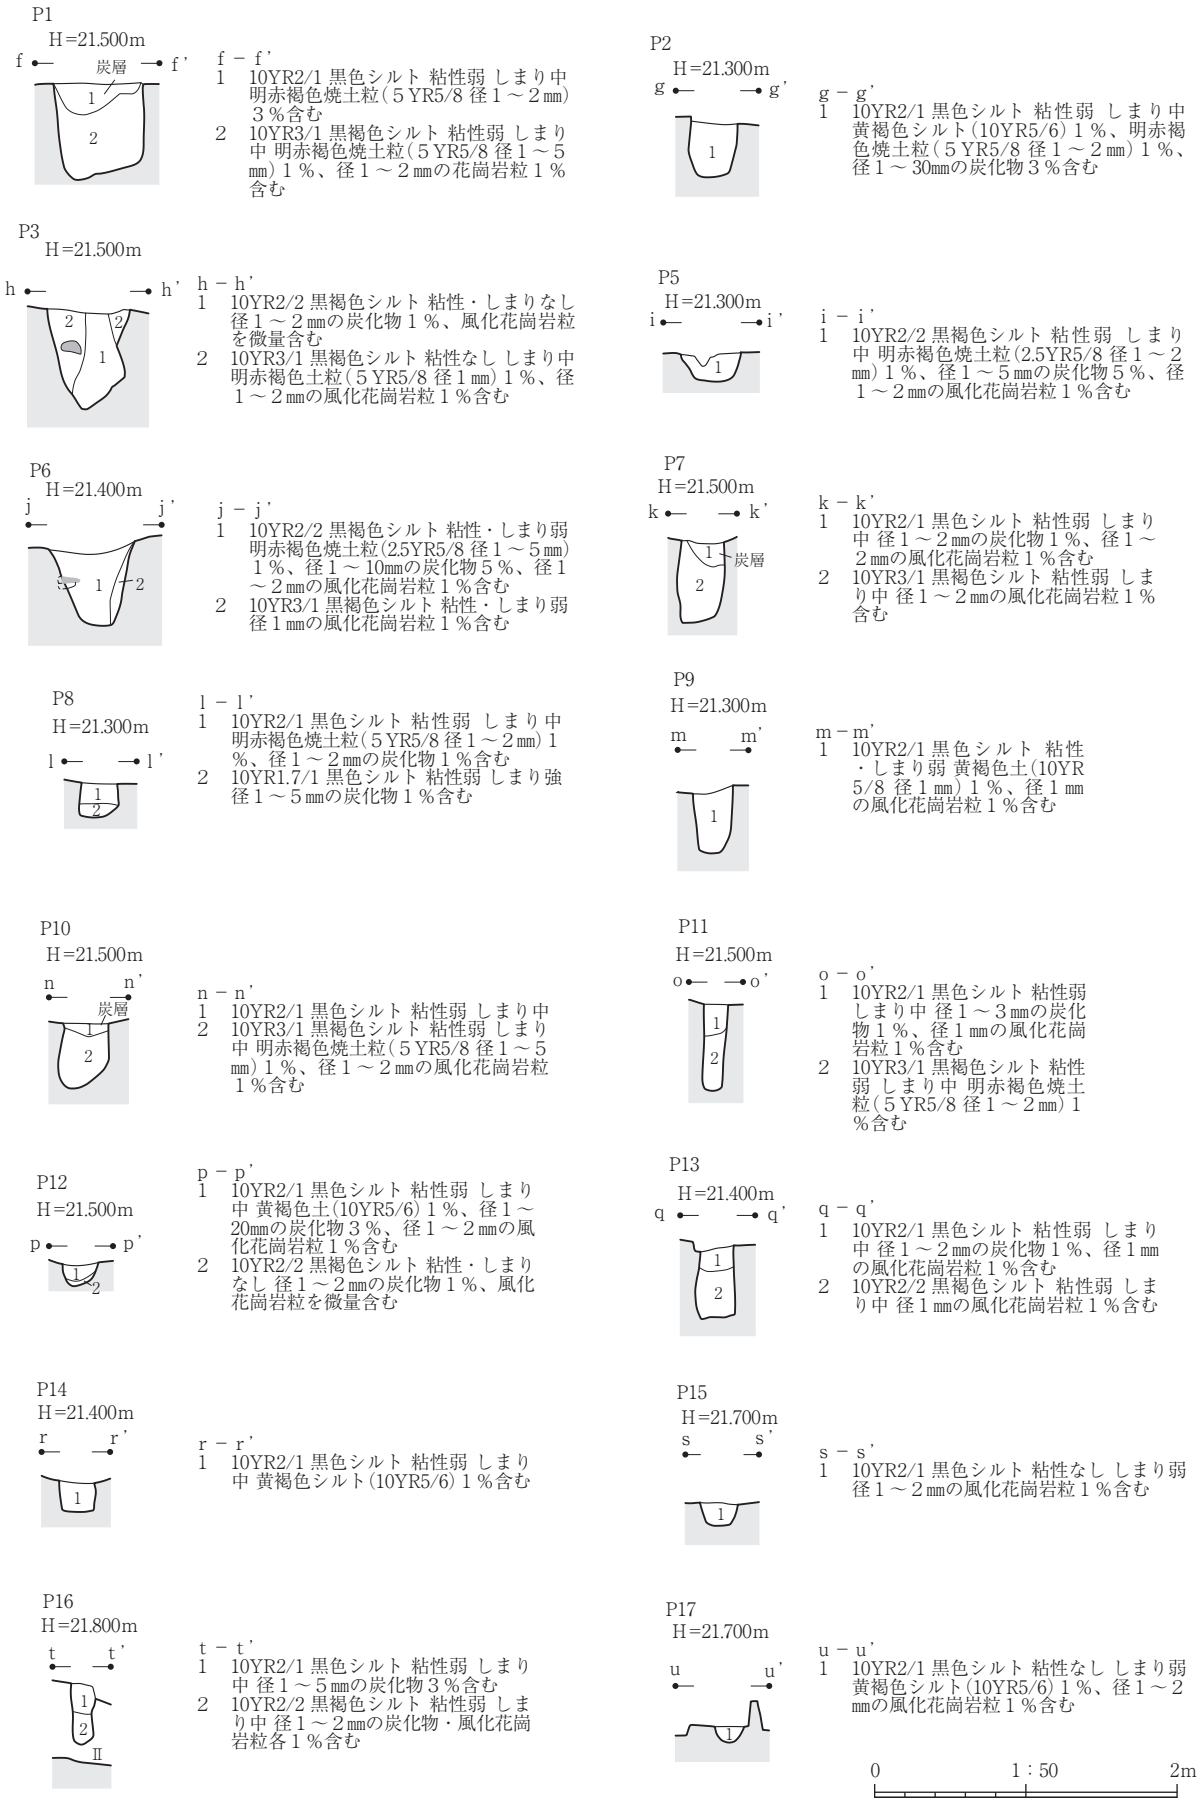 P1
H=21.500m
f f’
炭層
1
2
f − f’
1 10YR2/1 黒色シルト 粘性弱 しまり中
明赤褐色焼土粒(5YR5/8 径1~2㎜)
3%含む
2 10YR3/1 黒褐色シルト 粘性弱 しまり
中 明赤褐色焼土粒(5YR5/8 径1~5
㎜)1%、径1~2㎜の花崗岩粒1%
含む
P2
H=21.300m
g g’
1
g − g’
1 10YR2/1 黒色シルト 粘性弱 しまり中
黄褐色シルト(10YR5/6)1%、明赤褐
色焼土粒(5YR5/8 径1~2㎜)1%、
径1~30㎜の炭化物3%含む
P3
H=21.500m
h h’
2 2
1
h − h’
1 10YR2/2 黒褐色シルト 粘性・しまりなし
径1~2㎜の炭化物1%、風化花崗岩粒
を微量含む
2 10YR3/1 黒褐色シルト 粘性なし しまり中
明赤褐色土粒(5YR5/8 径1㎜)1%、径
1~2㎜の風化花崗岩粒1%含む
P5
H=21.300m
i i’
1
i − i’
1 10YR2/2 黒褐色シルト 粘性弱 しまり
中 明赤褐色焼土粒(2.5YR5/8 径1~2
㎜)1%、径1~5㎜の炭化物5%、径
1~2㎜の風化花崗岩粒1%含む
P6
H=21.400m
j j’
S 1 2
j − j’
1 10YR2/2 黒褐色シルト 粘性・しまり弱
明赤褐色焼土粒(2.5YR5/8 径1~5㎜)
1%、径1~10㎜の炭化物5%、径1
~2㎜の風化花崗岩粒1%含む
2 10YR3/1 黒褐色シルト 粘性・しまり弱
径1㎜の風化花崗岩粒1%含む
P7
H=21.500m
k k’
1 炭層
2
k − k’
1 10YR2/1 黒色シルト 粘性弱 しまり
中 径1~2㎜の炭化物1%、径1~
2㎜の風化花崗岩粒1%含む
2 10YR3/1 黒褐色シルト 粘性弱 しま
り中 径1~2㎜の風化花崗岩粒1%
含む
P8
H=21.300m
l l’
1
2
l − l’
1 10YR2/1 黒色シルト 粘性弱 しまり中
明赤褐色焼土粒(5YR5/8 径1~2㎜)1
%、径1~2㎜の炭化物1%含む
2 10YR1.7/1 黒色シルト 粘性弱 しまり強
径1~5㎜の炭化物1%含む
P9
H=21.300m
m m’
1
m − m’
1 10YR2/1 黒色シルト 粘性
・しまり弱 黄褐色土(10YR
5/8 径1㎜)1%、径1㎜
の風化花崗岩粒1%含む
P10
H=21.500m
n n’
炭層
1
2
n − n’
1 10YR2/1 黒色シルト 粘性弱 しまり中
2 10YR3/1 黒褐色シルト 粘性弱 しまり
中 明赤褐色焼土粒(5YR5/8 径1~5
㎜)1%、径1~2㎜の風化花崗岩粒
1%含む
P11
H=21.500m
o o’
1
2
o − o’
1 10YR2/1 黒色シルト 粘性弱
しまり中 径1~3㎜の炭化
物1%、径1㎜の風化花崗
岩粒1%含む
2 10YR3/1 黒褐色シルト 粘性
弱 しまり中 明赤褐色焼土
粒(5YR5/8 径1~2㎜)1
%含む
P12
H=21.500m
p p’
1
2
p − p’
1 10YR2/1 黒色シルト 粘性弱 しまり
中 黄褐色土(10YR5/6)1%、径1~
20㎜の炭化物3%、径1~2㎜の風
化花崗岩粒1%含む
2 10YR2/2 黒褐色シルト 粘性・しまり
なし 径1~2㎜の炭化物1%、風化
花崗岩粒を微量含む
P13
H=21.400m
q q’
1
2
q − q’
1 10YR2/1 黒色シルト 粘性弱 しまり
中 径1~2㎜の炭化物1%、径1㎜
の風化花崗岩粒1%含む
2 10YR2/2 黒褐色シルト 粘性弱 しま
り中 径1㎜の風化花崗岩粒1%含む
P14
H=21.400m
r r’
1
r − r’
1 10YR2/1 黒色シルト 粘性弱 しまり
中 黄褐色シルト(10YR5/6)1%含む
P15
H=21.700m
s s’
1
s − s’
1 10YR2/1 黒色シルト 粘性なし しまり弱
径1~2㎜の風化花崗岩粒1%含む
P16
H=21.800m
t t’
1
2
Ⅱ
t − t’
1 10YR2/1 黒色シルト 粘性弱 しまり
中 径1~5㎜の炭化物3%含む
2 10YR2/2 黒褐色シルト 粘性弱 しま
り中 径1~2㎜の炭化物・風化花崗
岩粒各1%含む
P17
H=21.700m
u u’
1
u − u’
1 10YR2/1 黒色シルト 粘性なし しまり弱
黄褐色シルト(10YR5/6)1%、径1~2
㎜の風化花崗岩粒1%含む
0 1:50 2m